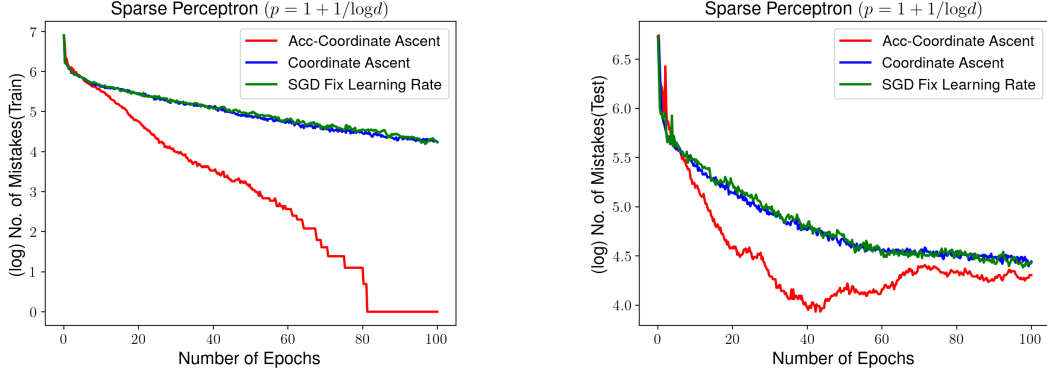 Sparse Perceptron (p = 1 + 1/logd)
(log) No. of Mistakes(Train)
7
6
5
4
3
2
1
0
Acc-Coordinate Ascent
Coordinate Ascent
SGD Fix Learning Rate
0 20 40 60 80 100
Number of Epochs
Sparse Perceptron (p = 1 + 1/logd)
(log) No. of Mistakes(Test)
6.5
6.0
5.5
5.0
4.5
4.0
Acc-Coordinate Ascent
Coordinate Ascent
SGD Fix Learning Rate
0 20 40 60 80 100
Number of Epochs